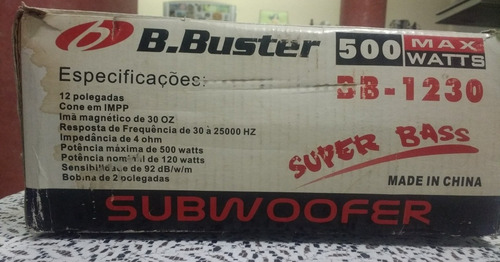 B.Buster
500 MAX WATTS
BB-1230
Especificações:
12 polegadas
Cone em IMPP
Imã magnético de 30 OZ
Resposta de Frequência de 30 à 25000 HZ
Impedância de 4 ohm
Potência máxima de 500 watts
Potência nominal de 120 watts
Sensibilidade de 92 dB/w/m
Bobina de 2 polegadas
SUPER BASS
MADE IN CHINA
SUBWOOFER